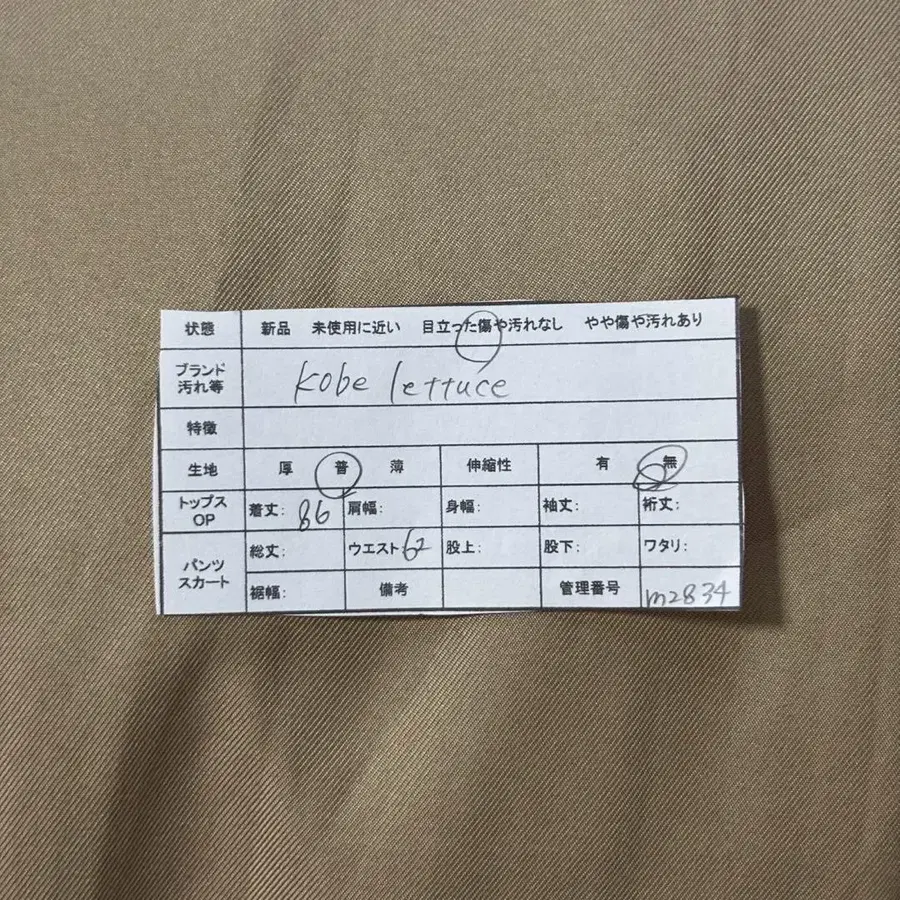 状態 新品 未使用に近い 目立った傷や汚れなし やや傷や汚れあり
ブランド
汚れ等 kobe lettuce
特徴
生地 厚 普 薄 伸縮性 有 無
トップス
OP 着丈: 86 肩幅: 身幅: 袖丈: 裄丈:
パンツ
スカート 総丈: ウエスト 62 股上: 股下: ワタリ:
裾幅: 備考 管理番号 m2834